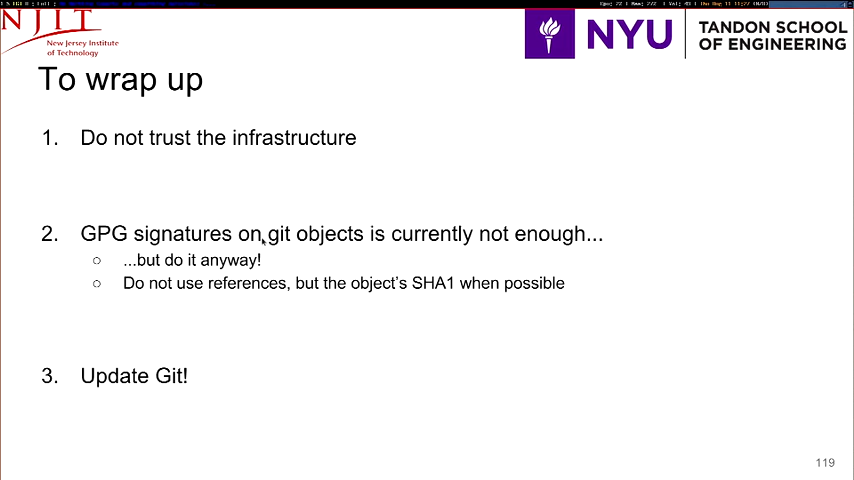 NJIT
New Jersey Institute
of Technology
NYU
TANDON SCHOOL
OF ENGINEERING
To wrap up
1. Do not trust the infrastructure
2. GPG signatures on git objects is currently not enough...
○ ...but do it anyway!
○ Do not use references, but the object's SHA1 when possible
3. Update Git!
119